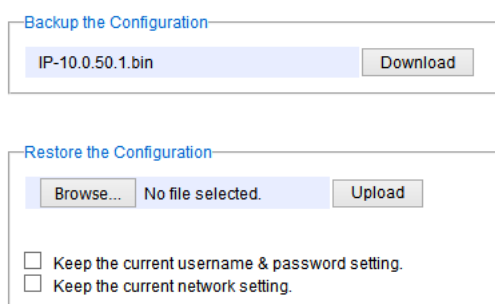 Backup the Configuration
IP-10.0.50.1.bin Download
Restore the Configuration
Browse... No file selected. Upload
Keep the current username & password setting.
Keep the current network setting.